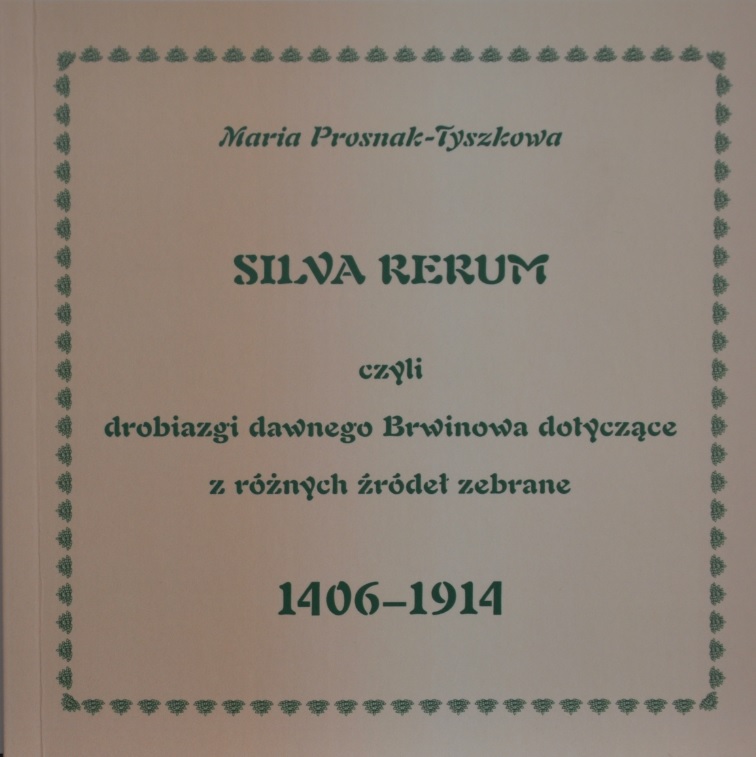 Maria Prosnak-Tyszkowa
SILVA RERUM
czyli
drobiazgi dawnego Brwinowa dotyczące
z różnych źródeł zebrane
1406–1914